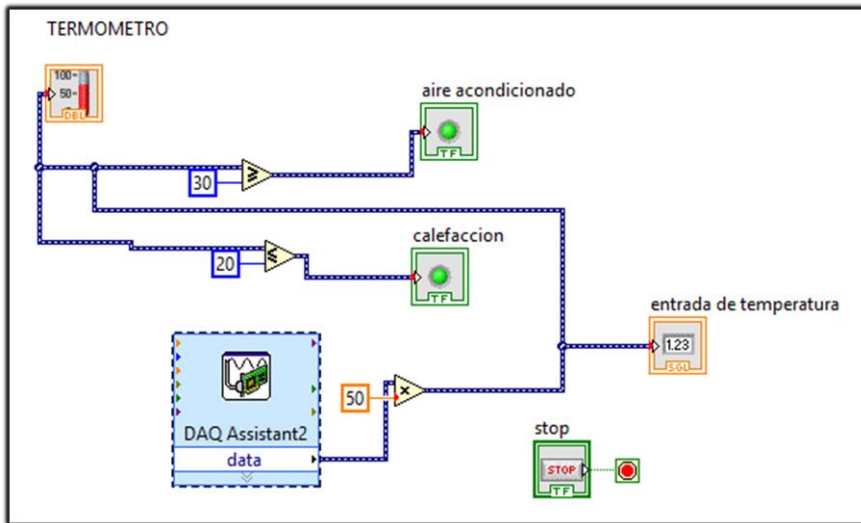 TERMOMETRO
100
50
DBL
aire acondicionado
TF
30
≥
calefaccion
20
≤
TF
entrada de temperatura
1.23
SGL
50
×
DAQ Assistant2
data
stop
STOP
TF